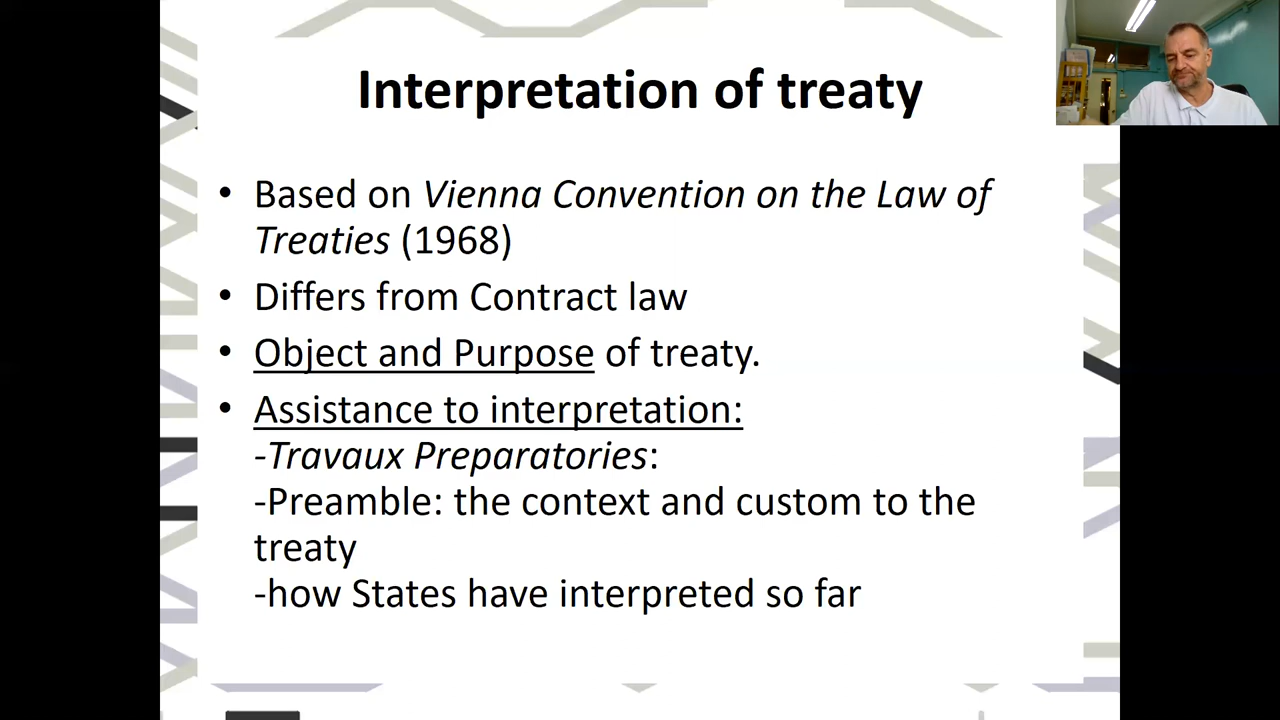 Interpretation of treaty
• Based on Vienna Convention on the Law of
Treaties (1968)
• Differs from Contract law
• Object and Purpose of treaty.
• Assistance to interpretation:
-Travaux Preparatories:
-Preamble: the context and custom to the
treaty
-how States have interpreted so far